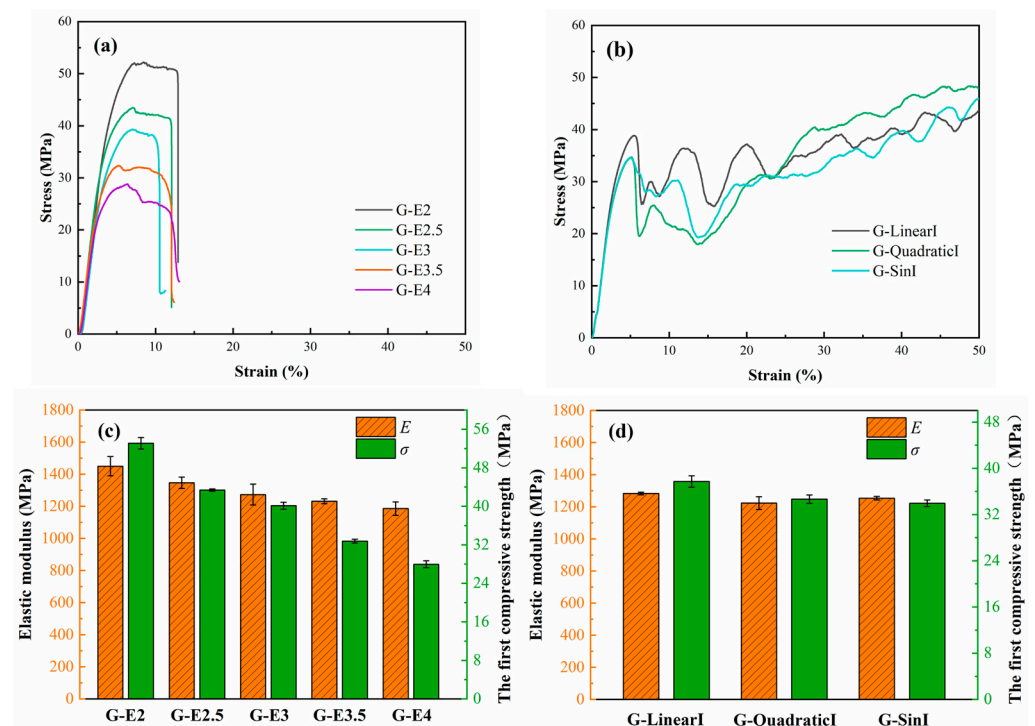 (a)
60
50
40
30
20
10
0
Stress (MPa)
0 10 20 30 40 50
Strain (%)
G-E2
G-E2.5
G-E3
G-E3.5
G-E4
(b)
60
50
40
30
20
10
0
Stress (MPa)
0 10 20 30 40 50
Strain (%)
G-LinearI
G-QuadraticI
G-SinI
(c)
1800
1600
1400
1200
1000
800
600
400
200
0
Elastic modulus (MPa)
E
σ
56
48
40
32
24
16
8
0
The first compressive strength（MPa）
G-E2 G-E2.5 G-E3 G-E3.5 G-E4
(d)
1800
1600
1400
1200
1000
800
600
400
200
0
Elastic modulus (MPa)
E
σ
48
40
32
24
16
8
0
The first compressive strength（MPa）
G-LinearI G-QuadraticI G-SinI